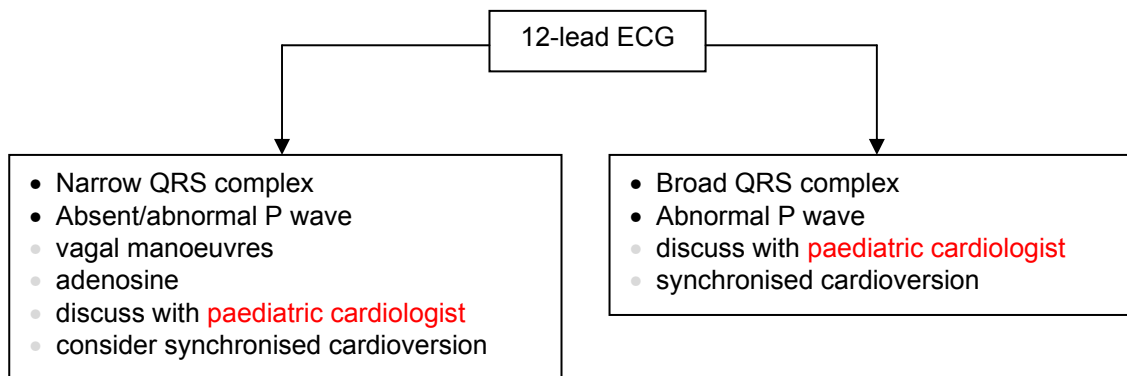 12-lead ECG
• Narrow QRS complex
• Absent/abnormal P wave
• vagal manoeuvres
• adenosine
• discuss with paediatric cardiologist
• consider synchronised cardioversion
• Broad QRS complex
• Abnormal P wave
• discuss with paediatric cardiologist
• synchronised cardioversion